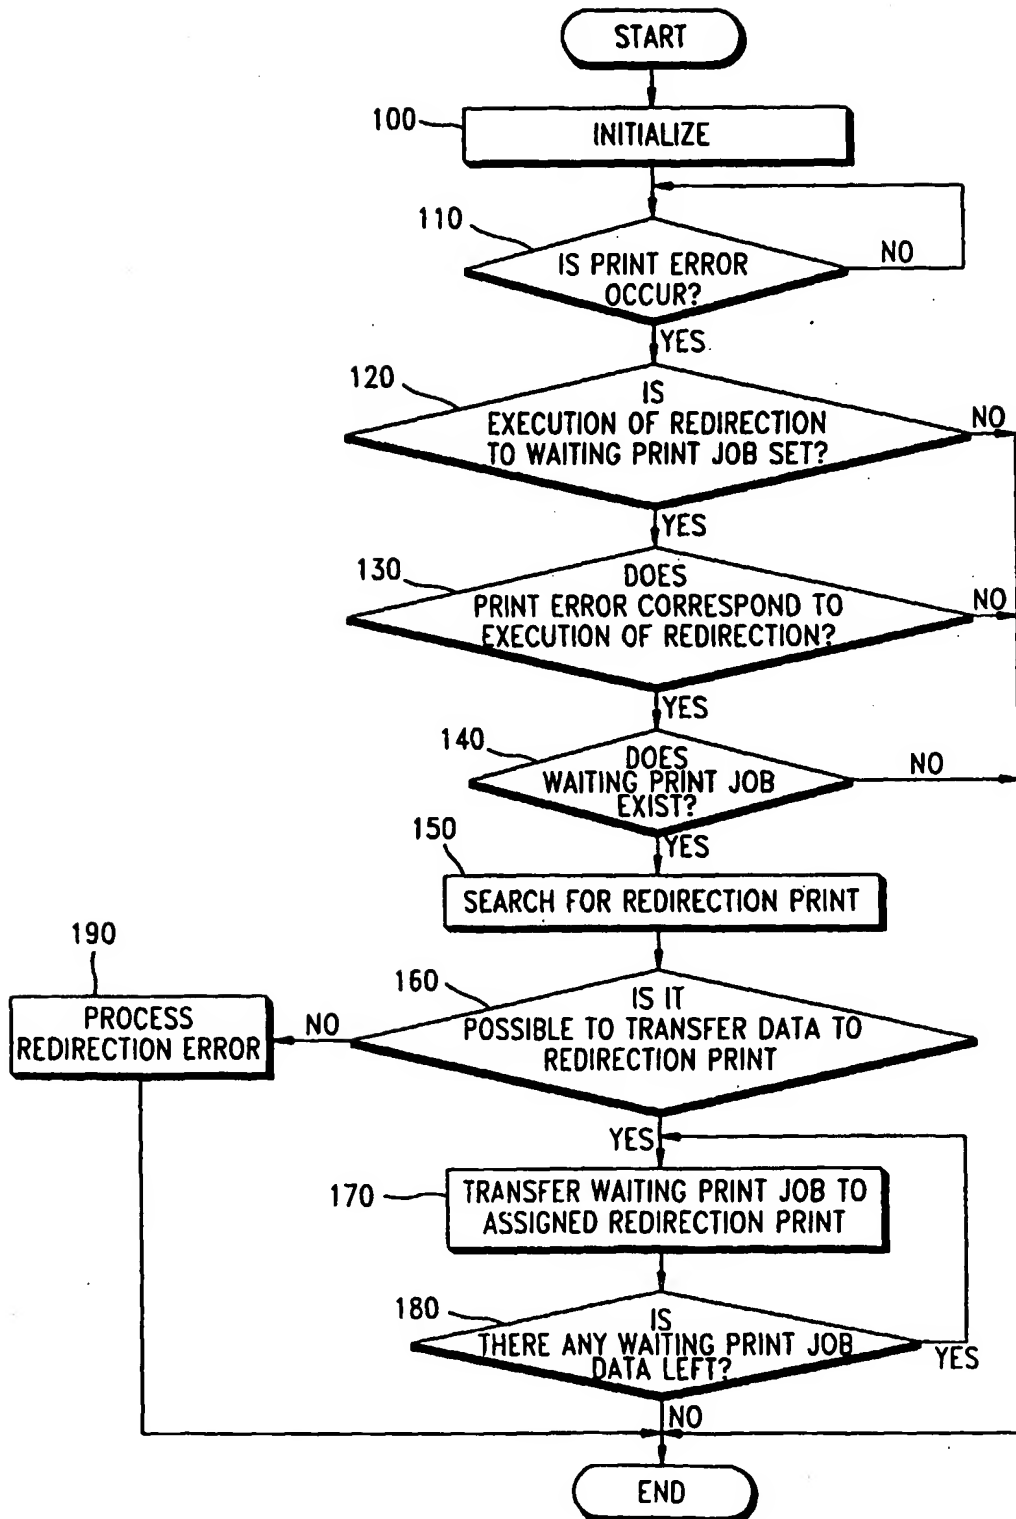 START
100
INITIALIZE
110
IS PRINT ERROR
OCCUR?
NO
YES
120
IS
EXECUTION OF REDIRECTION
TO WAITING PRINT JOB SET?
NO
YES
130
DOES
PRINT ERROR CORRESPOND TO
EXECUTION OF REDIRECTION?
NO
YES
140
DOES
WAITING PRINT JOB
EXIST?
NO
YES
150
SEARCH FOR REDIRECTION PRINT
190
PROCESS
REDIRECTION ERROR
NO
160
IS IT
POSSIBLE TO TRANSFER DATA TO
REDIRECTION PRINT
YES
170
TRANSFER WAITING PRINT JOB TO
ASSIGNED REDIRECTION PRINT
180
IS
THERE ANY WAITING PRINT JOB
DATA LEFT?
YES
NO
END